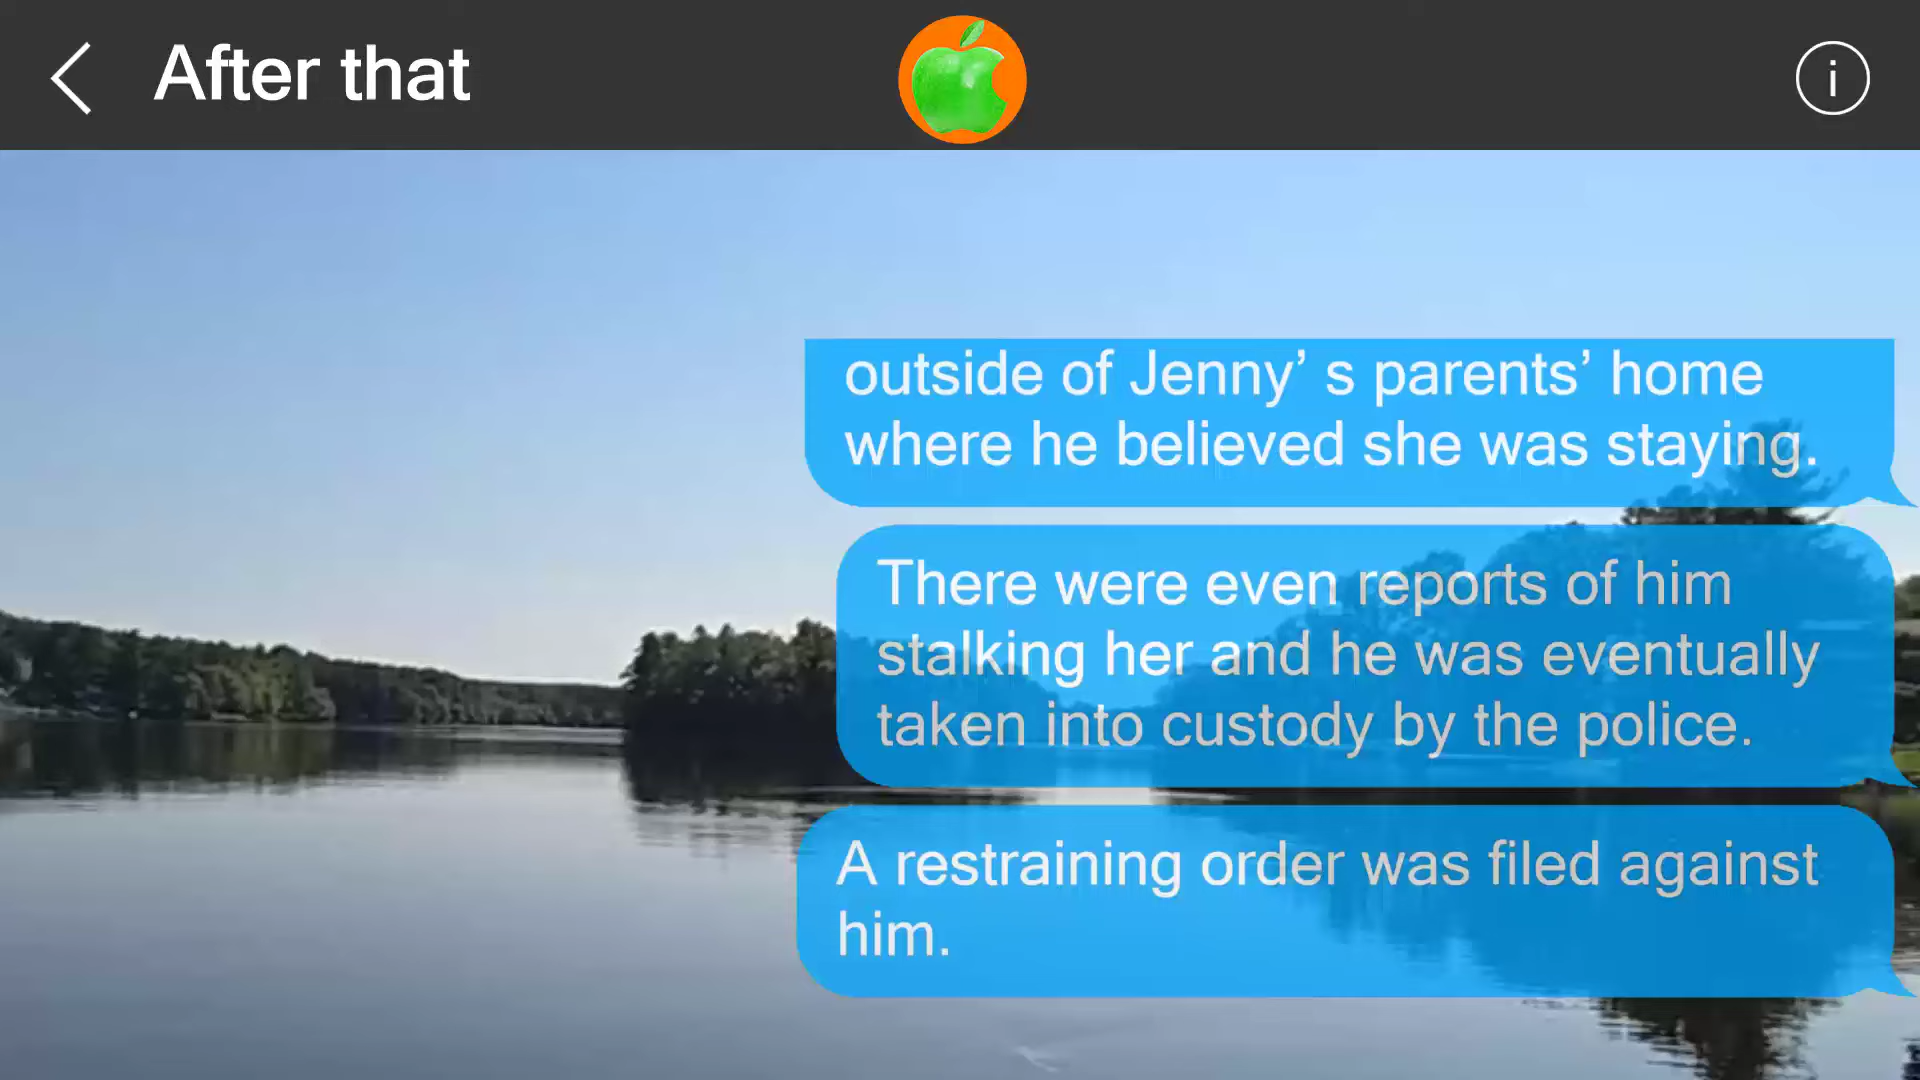 After that
outside of Jenny’ s parents’ home
where he believed she was staying.
There were even reports of him
stalking her and he was eventually
taken into custody by the police.
A restraining order was filed against
him.